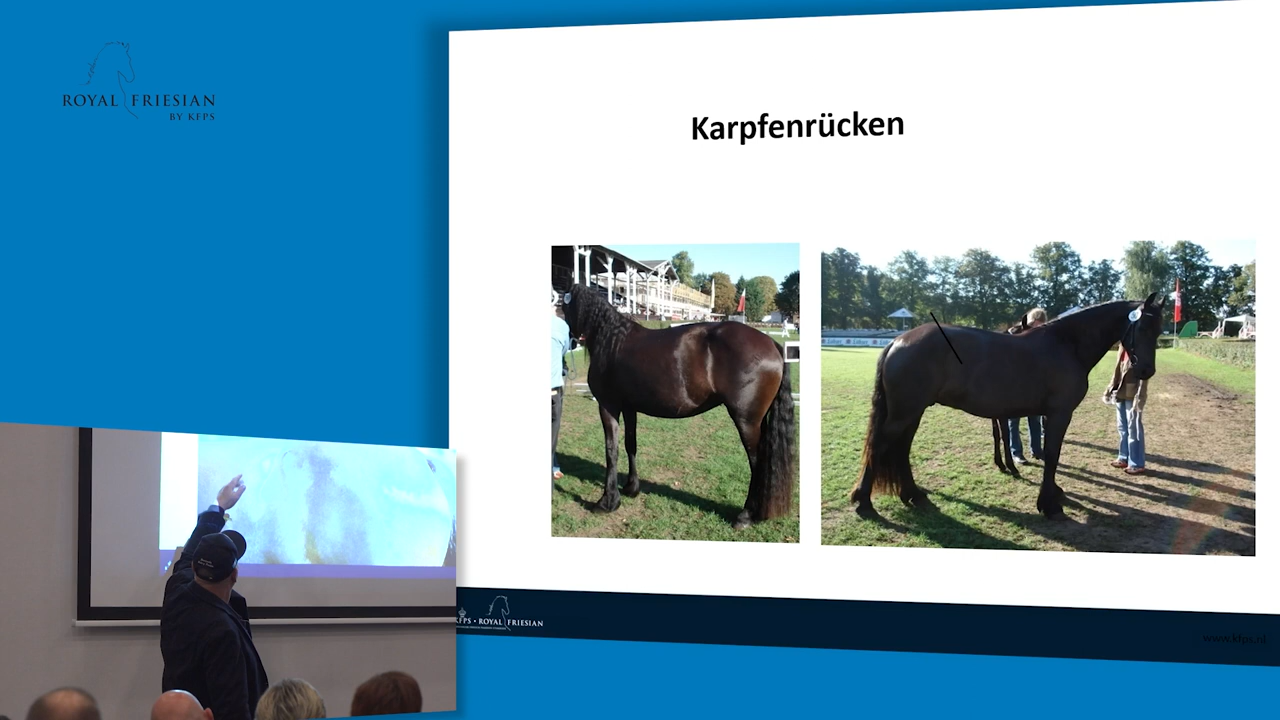 ROYAL FRIESIAN
BY KFPS
Karpfenrücken
KFPS • ROYAL FRIESIAN
www.kfps.nl